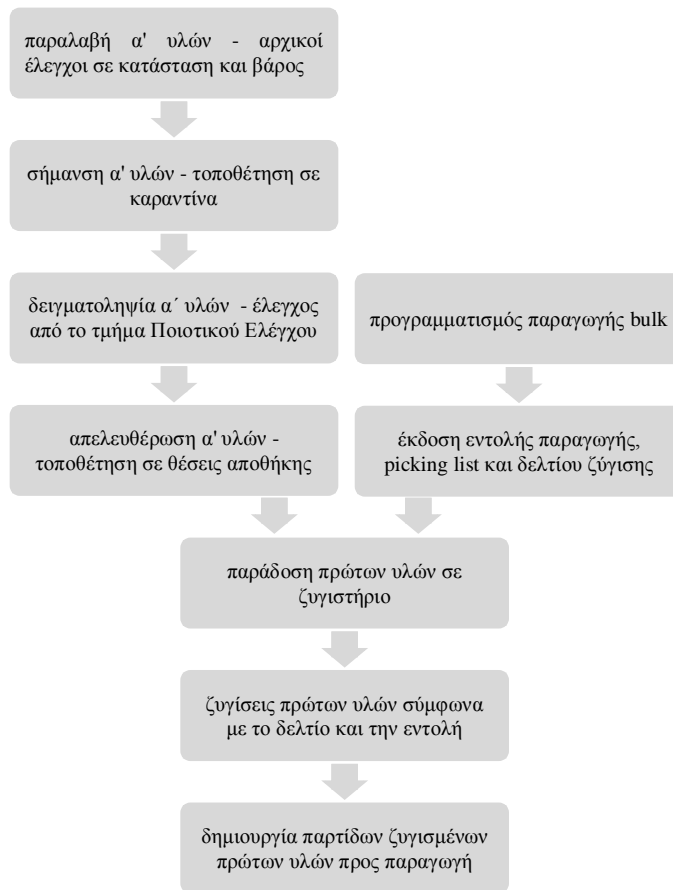 παραλαβή α' υλών - αρχικοί
έλεγχοι σε κατάσταση και βάρος
σήμανση α' υλών - τοποθέτηση σε
καραντίνα
δειγματοληψία α΄ υλών - έλεγχος
από το τμήμα Ποιοτικού Ελέγχου
προγραμματισμός παραγωγής bulk
απελευθέρωση α' υλών -
τοποθέτηση σε θέσεις αποθήκης
έκδοση εντολής παραγωγής,
picking list και δελτίου ζύγισης
παράδοση πρώτων υλών σε
ζυγιστήριο
ζυγίσεις πρώτων υλών σύμφωνα
με το δελτίο και την εντολή
δημιουργία παρτίδων ζυγισμένων
πρώτων υλών προς παραγωγή